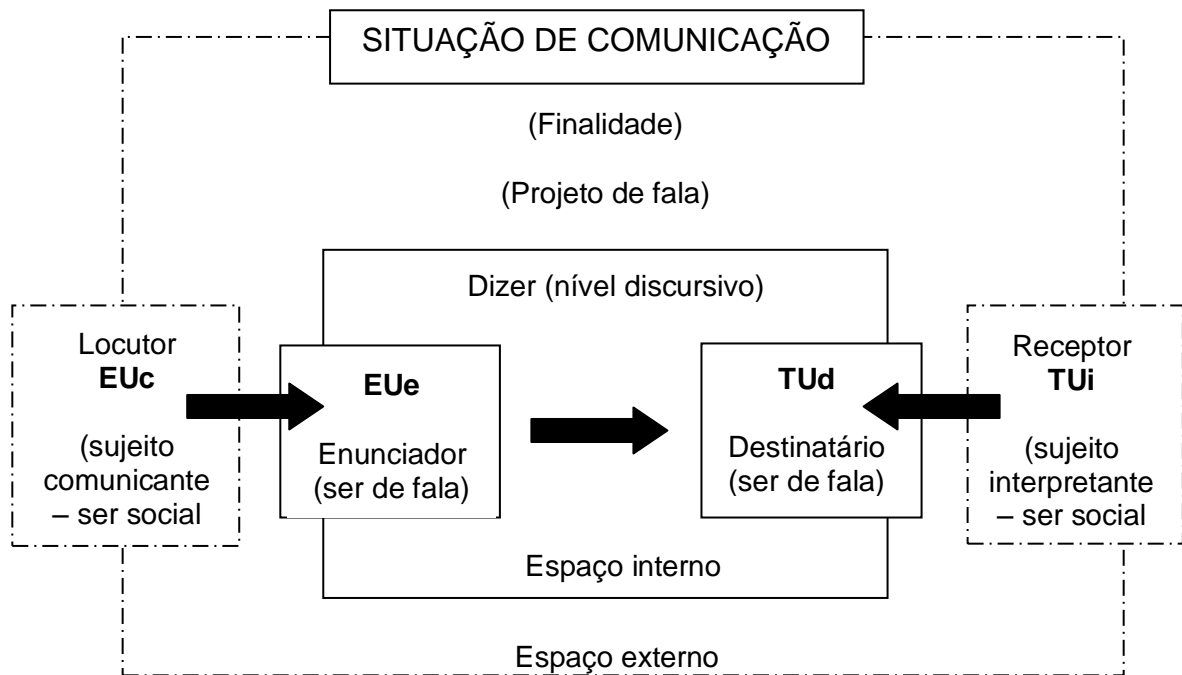 SITUAÇÃO DE COMUNICAÇÃO
(Finalidade)
(Projeto de fala)
Dizer (nível discursivo)
Locutor
EUc
(sujeito
comunicante
– ser social
EUe
Enunciador
(ser de fala)
TUd
Destinatário
(ser de fala)
Receptor
TUi
(sujeito
interpretante
– ser social
Espaço interno
Espaço externo